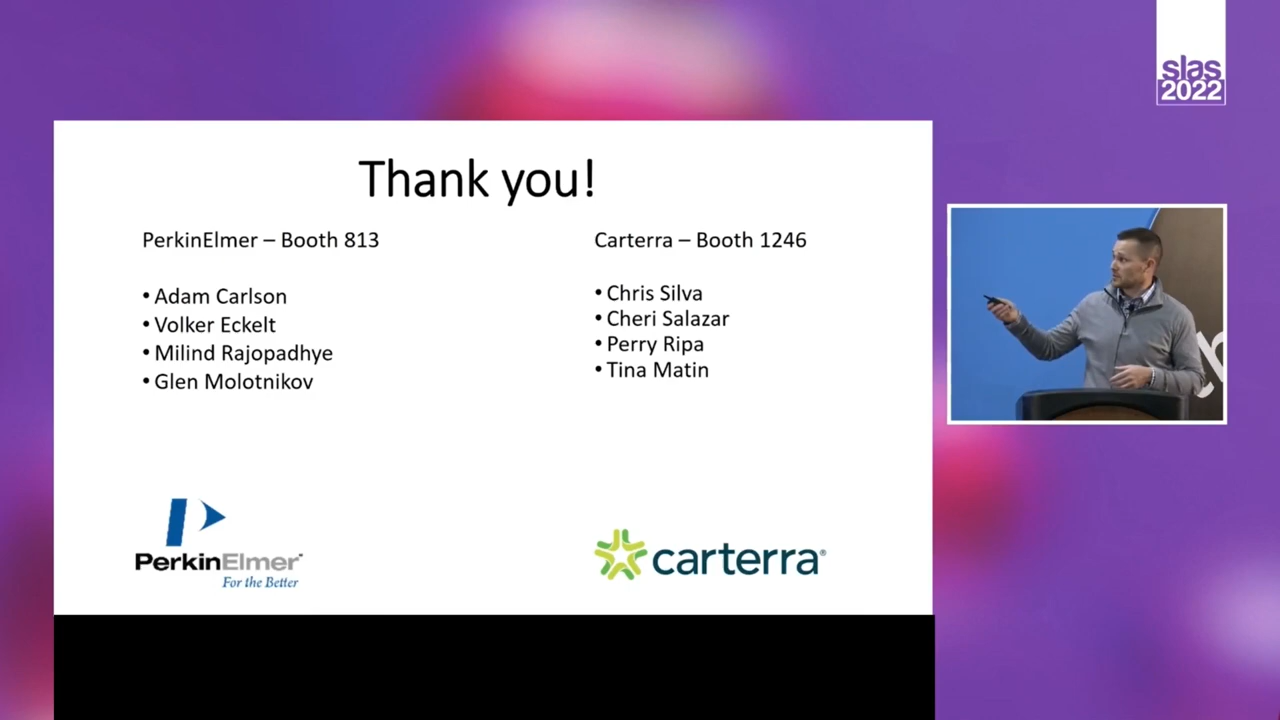 slas
2022
Thank you!
PerkinElmer – Booth 813
• Adam Carlson
• Volker Eckelt
• Milind Rajopadhye
• Glen Molotnikov
Carterra – Booth 1246
• Chris Silva
• Cheri Salazar
• Perry Ripa
• Tina Matin
PerkinElmer™
For the Better
carterra®